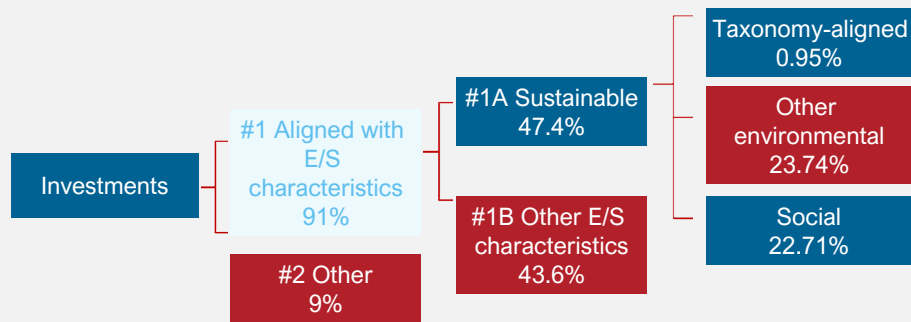 Investments
#1 Aligned with
E/S
characteristics
91%
#2 Other
9%
#1A Sustainable
47.4%
#1B Other E/S
characteristics
43.6%
Taxonomy-aligned
0.95%
Other
environmental
23.74%
Social
22.71%